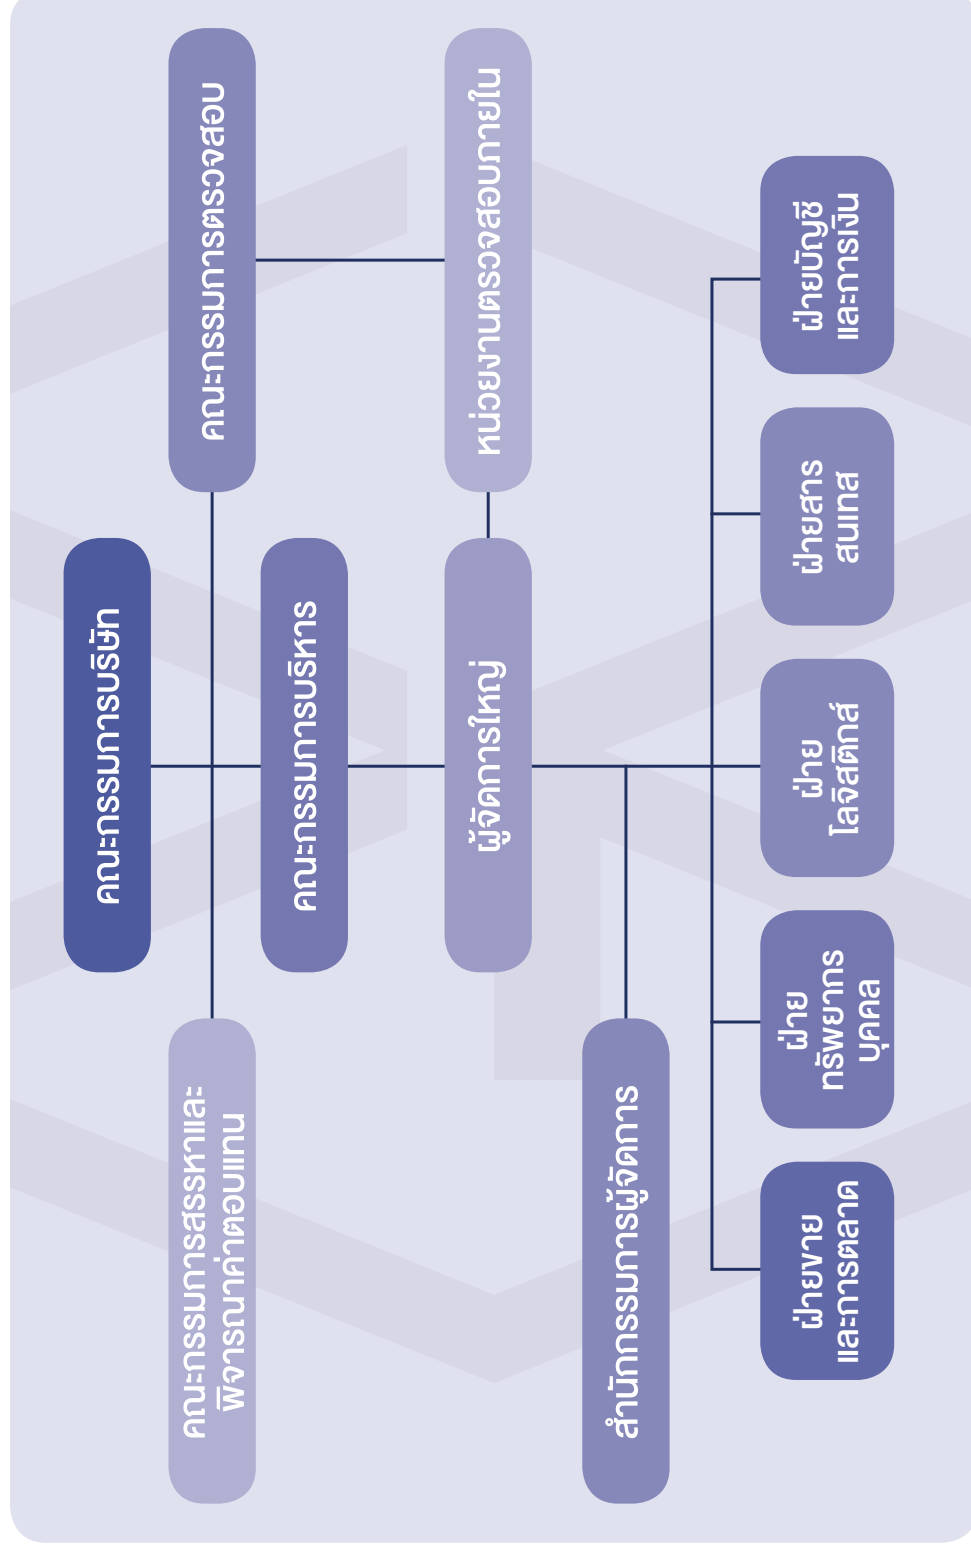 คณะกรรมการบริษัท
คณะกรรมการสรรหาและ
พิจารณาค่าตอบแทน
คณะกรรมการตรวจสอบ
คณะกรรมการบริหาร
ผู้จัดการใหญ่
หน่วยงานตรวจสอบภายใน
สำนักกรรมการผู้จัดการ
ฝ่ายขาย
และการตลาด
ฝ่าย
ทรัพยากร
บุคคล
ฝ่าย
โลจิสติกส์
ฝ่ายสาร
สนเทส
ฝ่ายบัญชี
และการเงิน